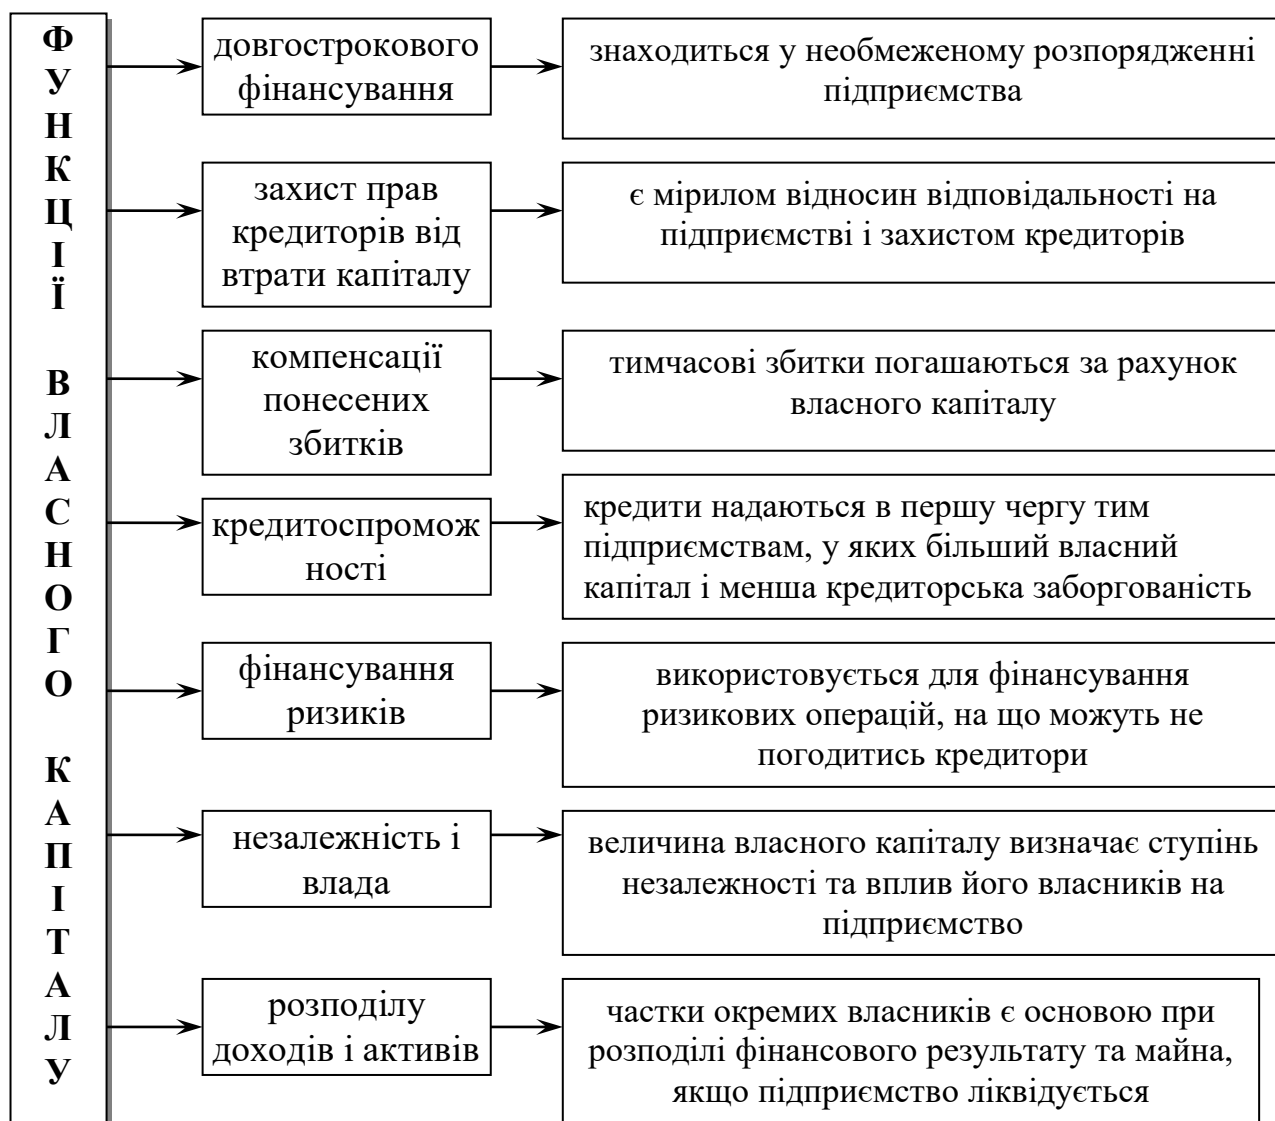 ФУНКЦІЇ ВЛАСНОГО КАПІТАЛУ
довгострокового
фінансування
знаходиться у необмеженому розпорядженні
підприємства
захист прав
кредиторів від
втрати капіталу
є мірилом відносин відповідальності на
підприємстві і захистом кредиторів
компенсації
понесених
збитків
тимчасові збитки погашаються за рахунок
власного капіталу
кредитоспромож
ності
кредити надаються в першу чергу тим
підприємствам, у яких більший власний
капітал і менша кредиторська заборгованість
фінансування
ризиків
використовується для фінансування
ризикових операцій, на що можуть не
погодитись кредитори
незалежність і
влада
величина власного капіталу визначає ступінь
незалежності та вплив його власників на
підприємство
розподілу
доходів і активів
частки окремих власників є основою при
розподілі фінансового результату та майна,
якщо підприємство ліквідується